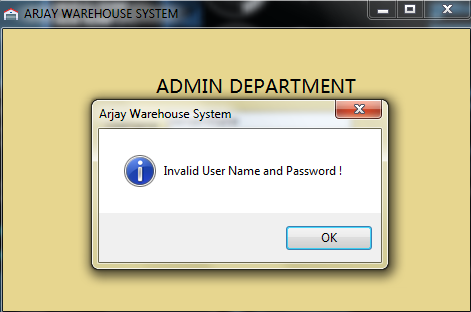 ARJAY WAREHOUSE SYSTEM
ADMIN DEPARTMENT
Arjay Warehouse System
Invalid User Name and Password !
OK